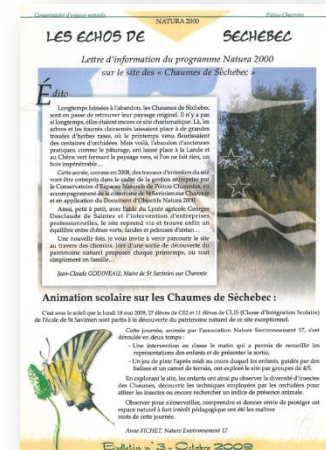 Conservatoire d'espaces naturels
Poitou-Charentes
NATURA 2000
LES ECHOS DE SECHEBEC
Lettre d'information du programme Natura 2000
sur le site des « Chaumes de Sèchebec »
Édito
Longtemps laissées à l'abandon, les Chaumes de Sèchebec
sont en passe de retrouver leur paysage originel. Il n'y a pas
si longtemps, elles étaient encore ce site charismatique. Là, les
arbres et les fourrés clairsemés laissaient place à de grandes
trouées d'herbes rases, où le printemps venu fleurissaient
des centaines d'orchidées. Mais voilà, l'abandon d'anciennes
pratiques, comme le pâturage, ont laissé place à la Lande et
au Chêne vert fermant le paysage vers, si l'on ne fait rien, un
bois impénétrable...
Cette année, comme en 2008, des travaux d'entretien du site
vont être entrepris dans le cadre de la gestion entreprise par
le Conservatoire d'Espaces Naturels de Poitou Charentes, en
accompagnement de la commune de St Savinien sur Charente
et en application du Document d'Objectifs Natura 2000.
Ainsi, petit à petit, avec l'aide du Lycée agricole Georges
Desclaude de Saintes et l'intervention d'entreprises
professionnelles, le site reprend vie et trouve enfin un
équilibre entre chênes verts, landes et pelouses d'antan...
Une nouvelle fois, je vous invite à venir parcourir le site
au travers des chemins, lors d'une sortie de découverte du
patrimoine naturel proposée chaque printemps, ou tout
simplement en famille...
Jean-Claude GODINEAU, Maire de St Savinien sur Charente
Animation scolaire sur les Chaumes de Sèchebec :
C'est sous le soleil que le lundi 18 mai 2009, 27 élèves de CE2 et 11 élèves de CLIS (Classe d'Intégration Scolaire)
de l'école de St Savinien sont partis à la découverte du patrimoine naturel de ce site exceptionnel.
Cette journée, animée par l'association Nature Environnement 17, s'est
déroulée en deux temps :
- Une intervention en classe le matin qui a permis de recueillir les
représentations des enfants et de présenter la sortie,
- Un jeu de piste l'après midi au cours duquel les enfants, guidés par des
balises et un carnet de terrain, ont exploré le site par groupes de 4/5.
En explorant le site, les enfants ont ainsi pu observer la diversité d'insectes
des Chaumes, découvrir les techniques employées par les orchidées pour
attirer les insectes ou encore rechercher un indice de présence animale.
Observer pour s'émerveiller, comprendre et donner envie de protéger cet
espace naturel à fort intérêt pédagogique ont été les maîtres
mots de cette journée.
Anne FICHET, Nature Environnement 17
Bulletin n° 3 - Octobre 2009